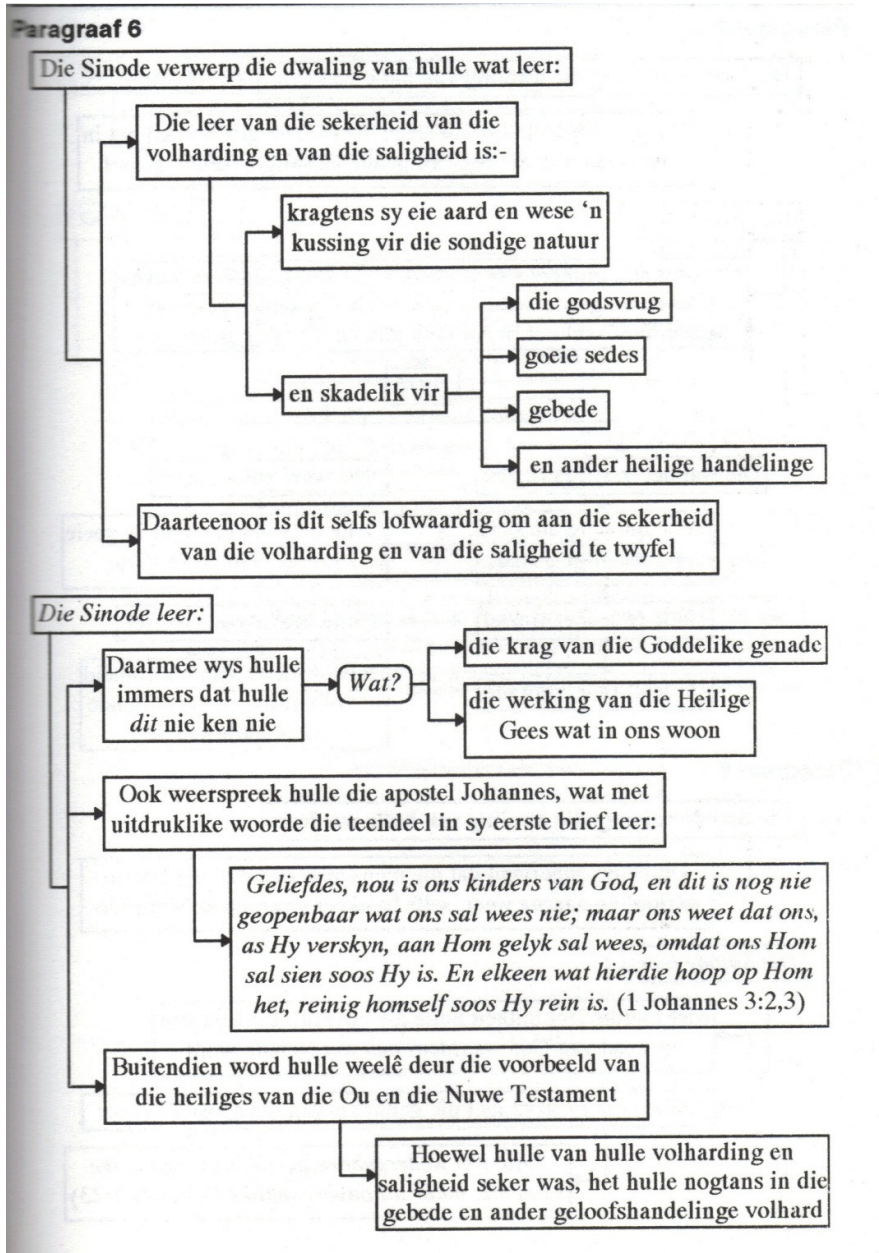 Paragraaf 6
Die Sinode verwerp die dwaling van hulle wat leer:
Die leer van die sekerheid van die
volharding en van die saligheid is:-
kragtens sy eie aard en wese ‘n
kussing vir die sondige natuur
en skadelik vir
die godsvrug
goeie sedes
gebede
en ander heilige handelinge
Daarteenoor is dit selfs lofwaardig om aan die sekerheid
van die volharding en van die saligheid te twyfel
Die Sinode leer:
Daarmee wys hulle
immers dat hulle
dit nie ken nie
Wat?
die krag van die Goddelike genade
die werking van die Heilige
Gees wat in ons woon
Ook weerspreek hulle die apostel Johannes, wat met
uitdruklike woorde die teendeel in sy eerste brief leer:
Geliefdes, nou is ons kinders van God, en dit is nog nie
geopenbaar wat ons sal wees nie; maar ons weet dat ons,
as Hy verskyn, aan Hom gelyk sal wees, omdat ons Hom
sal sien soos Hy is. En elkeen wat hierdie hoop op Hom
het, reinig homself soos Hy rein is. (1 Johannes 3:2,3)
Buitendien word hulle weelê deur die voorbeeld van
die heiliges van die Ou en die Nuwe Testament
Hoewel hulle van hulle volharding en
saligheid seker was, het hulle nogtans in die
gebede en ander geloofshandelinge volhard